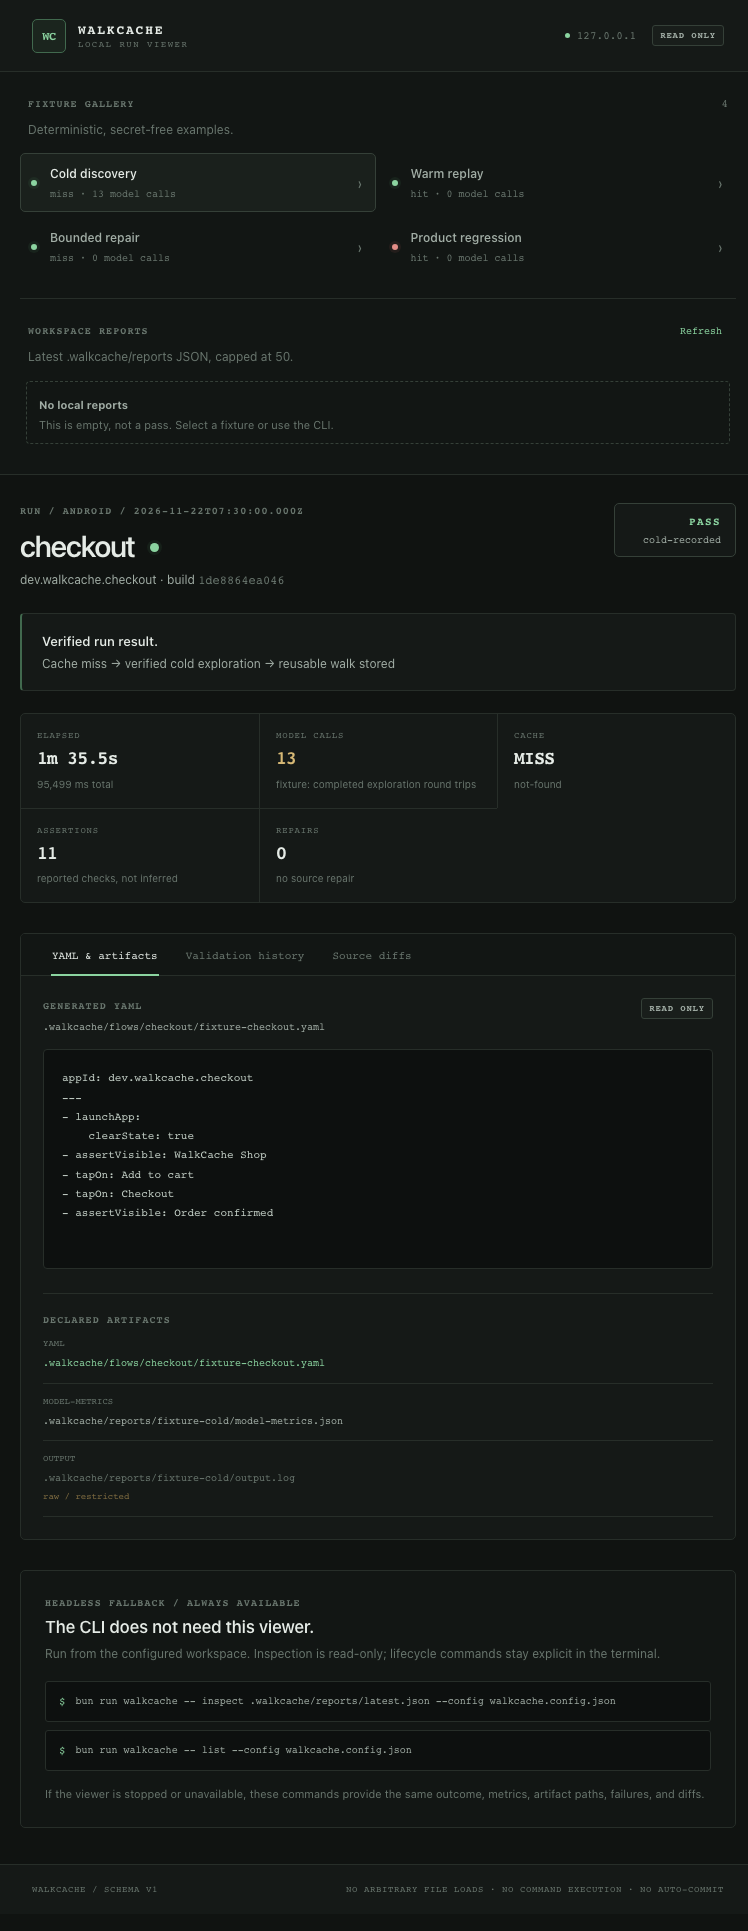 WC
WALKCACHE
LOCAL RUN VIEWER
127.0.0.1
READ ONLY
FIXTURE GALLERY
4
Deterministic, secret-free examples.
Cold discovery
miss · 13 model calls
Warm replay
hit · 0 model calls
Bounded repair
miss · 0 model calls
Product regression
hit · 0 model calls
WORKSPACE REPORTS
Refresh
Latest .walkcache/reports JSON, capped at 50.
No local reports
This is empty, not a pass. Select a fixture or use the CLI.
RUN / ANDROID / 2026-11-22T07:30:00.000Z
PASS
cold-recorded
checkout
dev.walkcache.checkout · build 1de8864ea046
Verified run result.
Cache miss → verified cold exploration → reusable walk stored
ELAPSED
1m 35.5s
95,499 ms total
MODEL CALLS
13
fixture: completed exploration round trips
CACHE
MISS
not-found
ASSERTIONS
11
reported checks, not inferred
REPAIRS
0
no source repair
YAML & artifacts
Validation history
Source diffs
GENERATED YAML
.walkcache/flows/checkout/fixture-checkout.yaml
READ ONLY
appId: dev.walkcache.checkout
---
- launchApp:
    clearState: true
- assertVisible: WalkCache Shop
- tapOn: Add to cart
- tapOn: Checkout
- assertVisible: Order confirmed
DECLARED ARTIFACTS
YAML
.walkcache/flows/checkout/fixture-checkout.yaml
MODEL-METRICS
.walkcache/reports/fixture-cold/model-metrics.json
OUTPUT
.walkcache/reports/fixture-cold/output.log
raw / restricted
HEADLESS FALLBACK / ALWAYS AVAILABLE
The CLI does not need this viewer.
Run from the configured workspace. Inspection is read-only; lifecycle commands stay explicit in the terminal.
$ bun run walkcache -- inspect .walkcache/reports/latest.json --config walkcache.config.json
$ bun run walkcache -- list --config walkcache.config.json
If the viewer is stopped or unavailable, these commands provide the same outcome, metrics, artifact paths, failures, and diffs.
WALKCACHE / SCHEMA V1
NO ARBITRARY FILE LOADS · NO COMMAND EXECUTION · NO AUTO-COMMIT